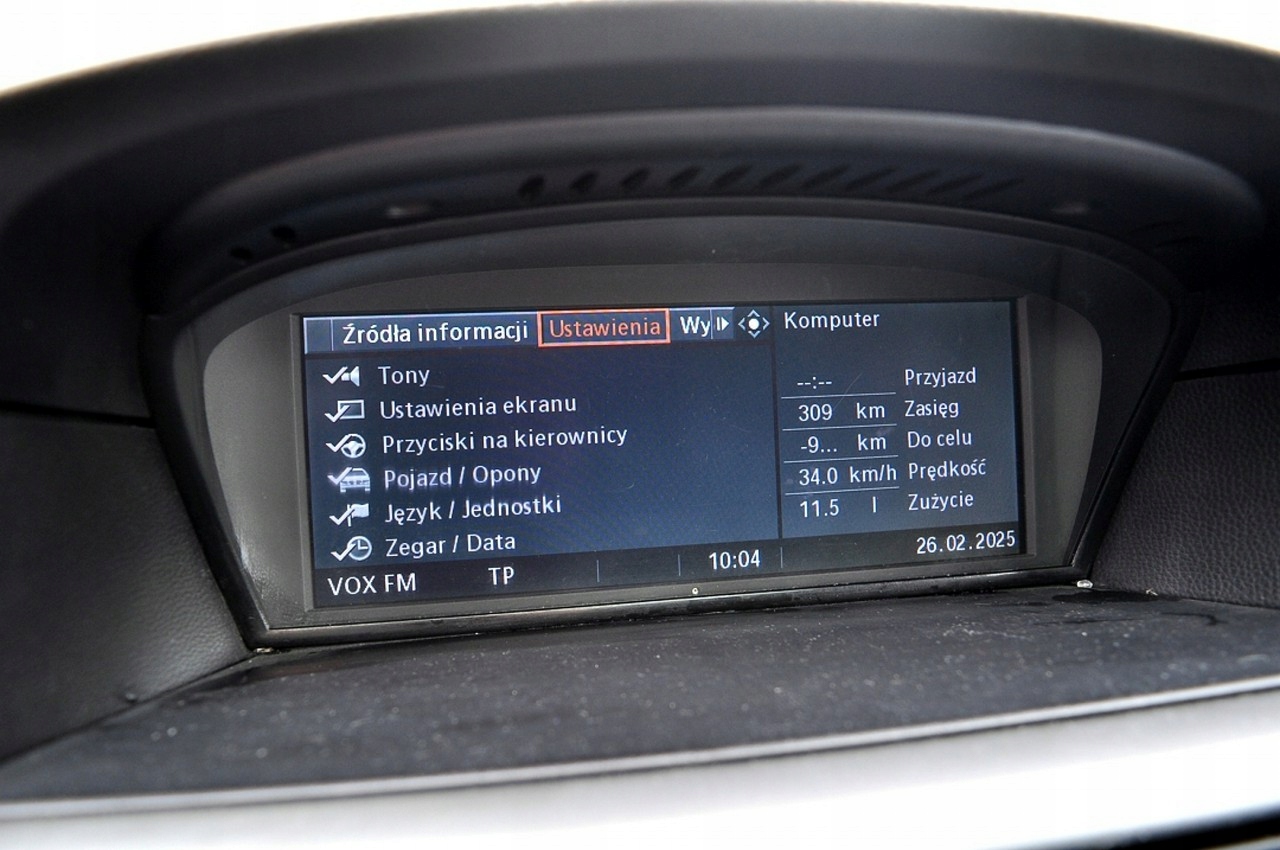 Źródła informacji Ustawienia Wy
Tony
Ustawienia ekranu
Przyciski na kierownicy
Pojazd / Opony
Język / Jednostki
Zegar / Data
Komputer
--:-- Przyjazd
309 km Zasięg
-9... km Do celu
34.0 km/h Prędkość
11.5 l Zużycie
VOX FM TP 10:04 26.02.2025